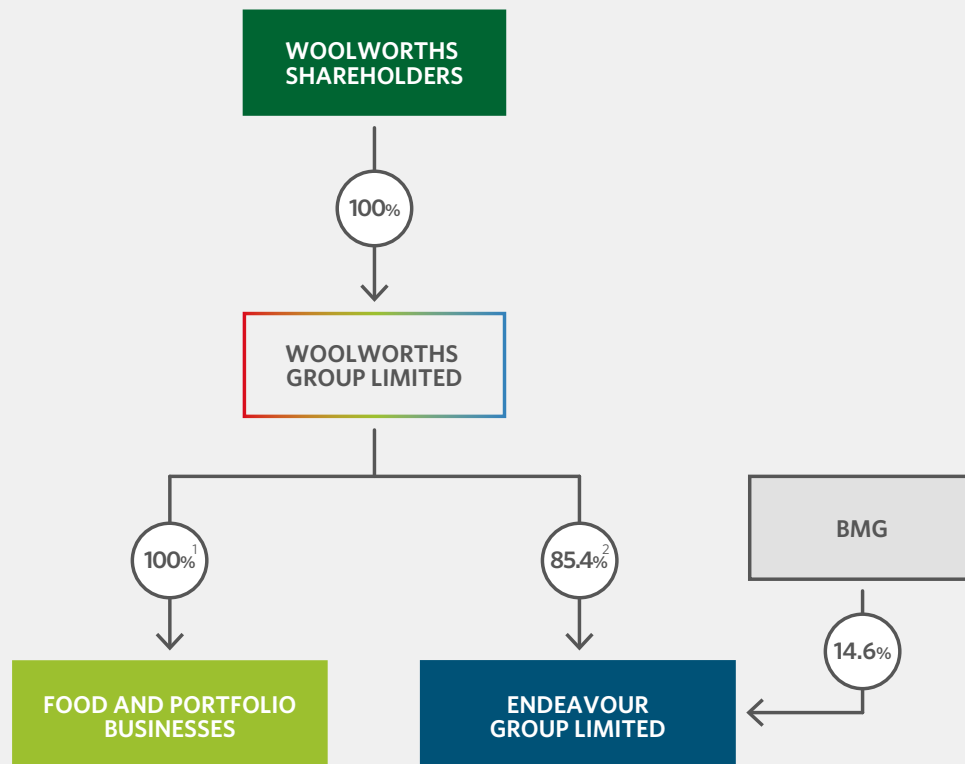 WOOLWORTHS
SHAREHOLDERS
100%
WOOLWORTHS
GROUP LIMITED
100%1
85.4%2
BMG
14.6%
FOOD AND PORTFOLIO
BUSINESSES
ENDEAVOUR
GROUP LIMITED